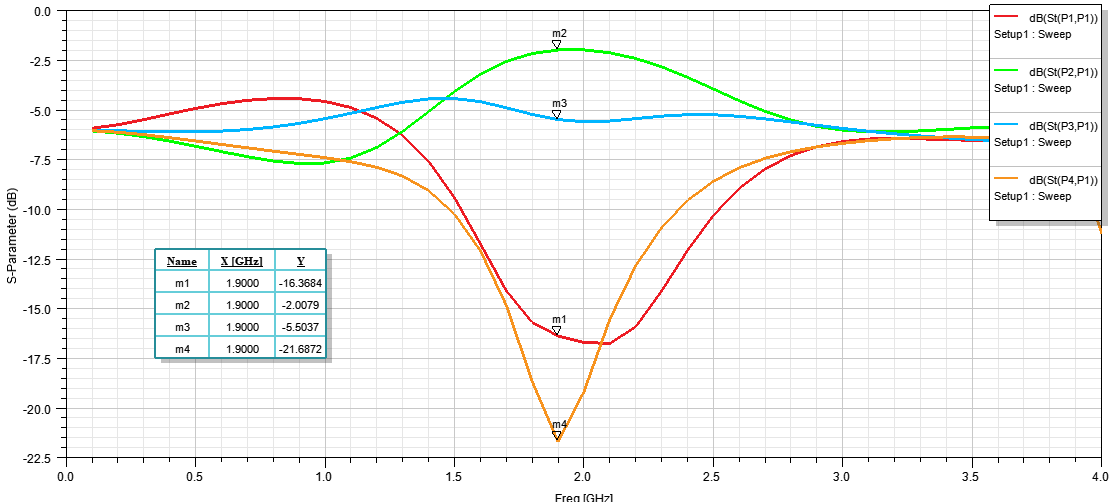 0.0
-2.5
-5.0
-7.5
-10.0
-12.5
-15.0
-17.5
-20.0
-22.5
S-Parameter (dB)
0.0 0.5 1.0 1.5 2.0 2.5 3.0 3.5 4.0
Freq [GHz]
m2
m3
m1
m4
Name X [GHz] Y
m1 1.9000 -16.3684
m2 1.9000 -2.0079
m3 1.9000 -5.5037
m4 1.9000 -21.6872
dB(St(P1,P1))
Setup1 : Sweep
dB(St(P2,P1))
Setup1 : Sweep
dB(St(P3,P1))
Setup1 : Sweep
dB(St(P4,P1))
Setup1 : Sweep